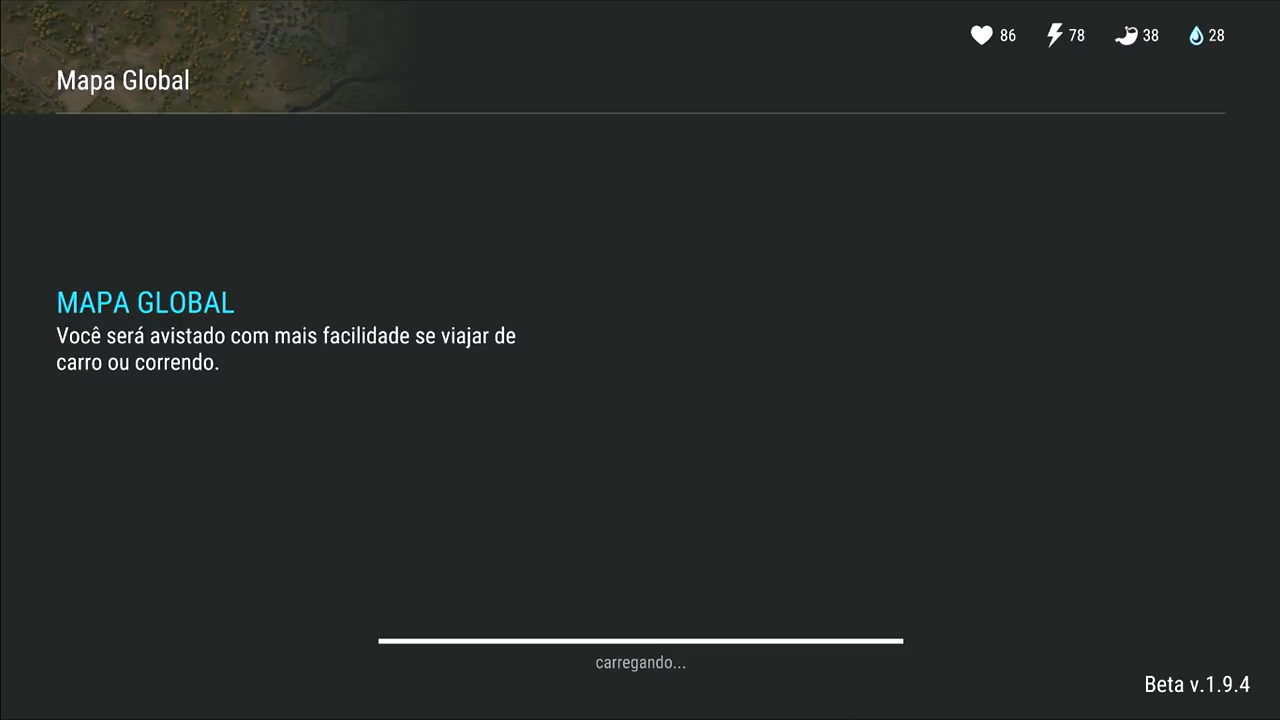 86 78 38 28
Mapa Global
MAPA GLOBAL
Você será avistado com mais facilidade se viajar de
carro ou correndo.
carregando...
Beta v.1.9.4